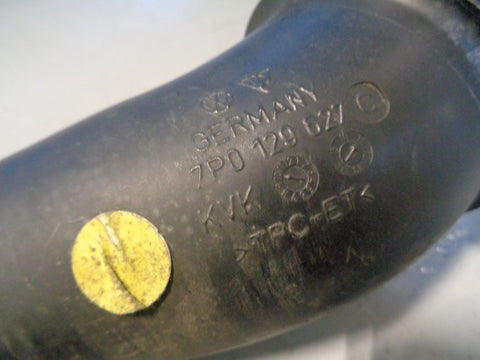 GERMANY
7P0 129 627 C
KVK
>TPC-ET<